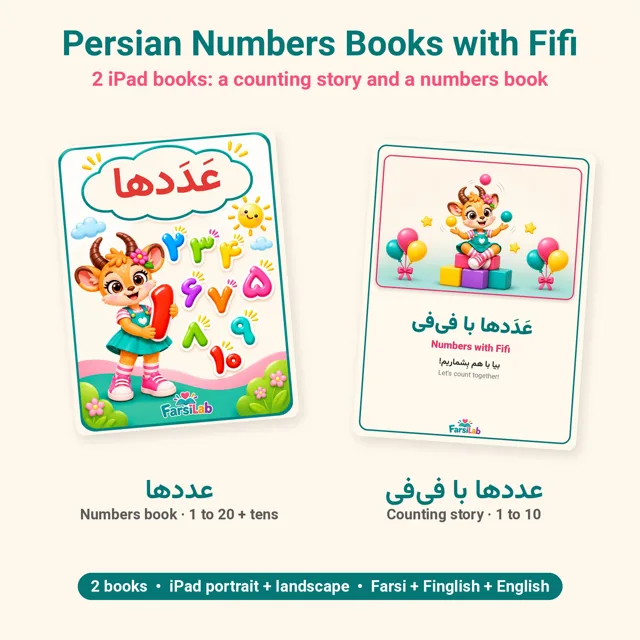 Persian Numbers Books with Fifi
2 iPad books: a counting story and a numbers book
عَدَدها
۲ ۳ ۴
۱ ۶ ۷ ۵
۸ ۹
۱۰
FarsiLab
عَدَدها با فی‌فی
Numbers with Fifi
بیا با هم بِشماریم!
Let's count together!
FarsiLab
عددها
Numbers book · 1 to 20 + tens
عددها با فی‌فی
Counting story · 1 to 10
2 books • iPad portrait + landscape • Farsi + Finglish + English